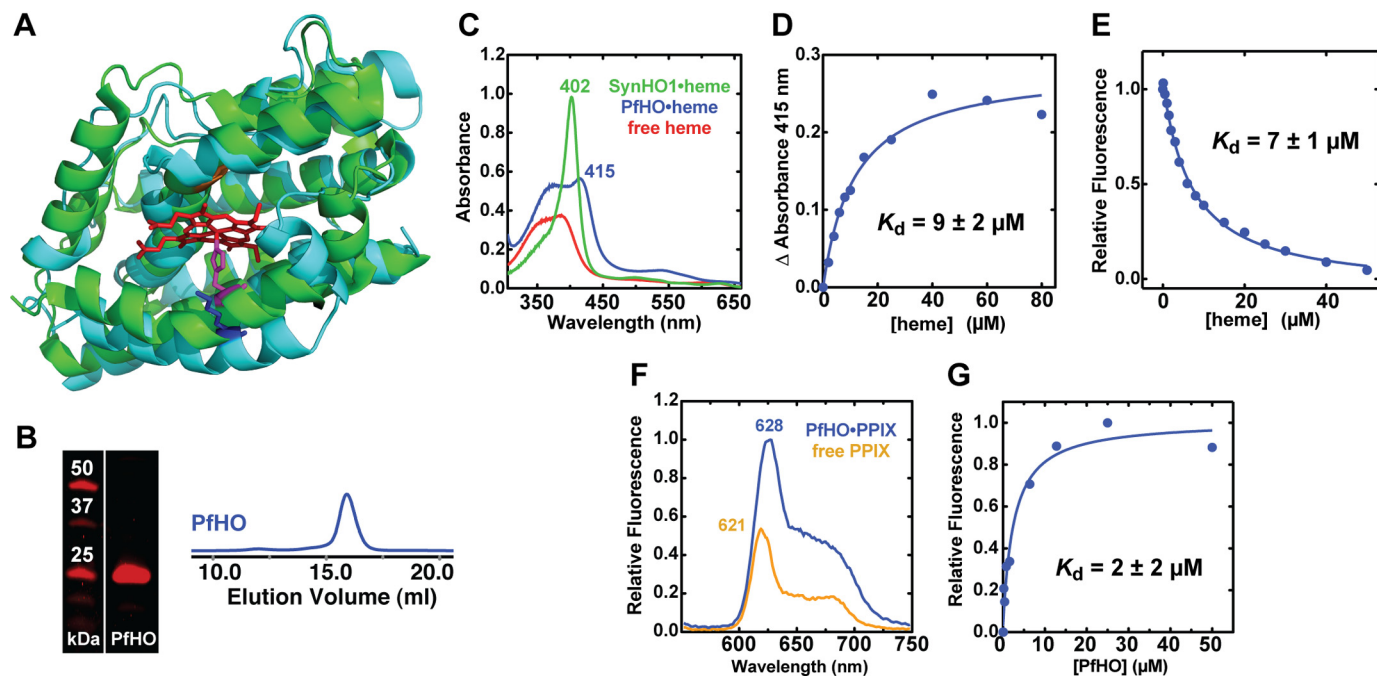 A
B
50
37
25
kDa
PfHO
PfHO
10.0 15.0 20.0
Elution Volume (ml)
C
Absorbance
1.2
1.0
0.8
0.6
0.4
0.2
0.0
350 450 550 650
Wavelength (nm)
402
SynHO1•heme
PfHO•heme
free heme
415
D
Δ Absorbance 415 nm
0.3
0.2
0.1
0.0
0 20 40 60 80
[heme] (μM)
Kd = 9 ± 2 μM
E
Relative Fluorescence
1.0
0.5
0.0
0 20 40
[heme] (μM)
Kd = 7 ± 1 μM
F
Relative Fluorescence
1.2
1.0
0.8
0.6
0.4
0.2
0.0
600 650 700 750
Wavelength (nm)
628
PfHO•PPIX
free PPIX
621
G
Relative Fluorescence
1.2
1.0
0.8
0.6
0.4
0.2
0.0
0 10 20 30 40 50
[PfHO] (μM)
Kd = 2 ± 2 μM